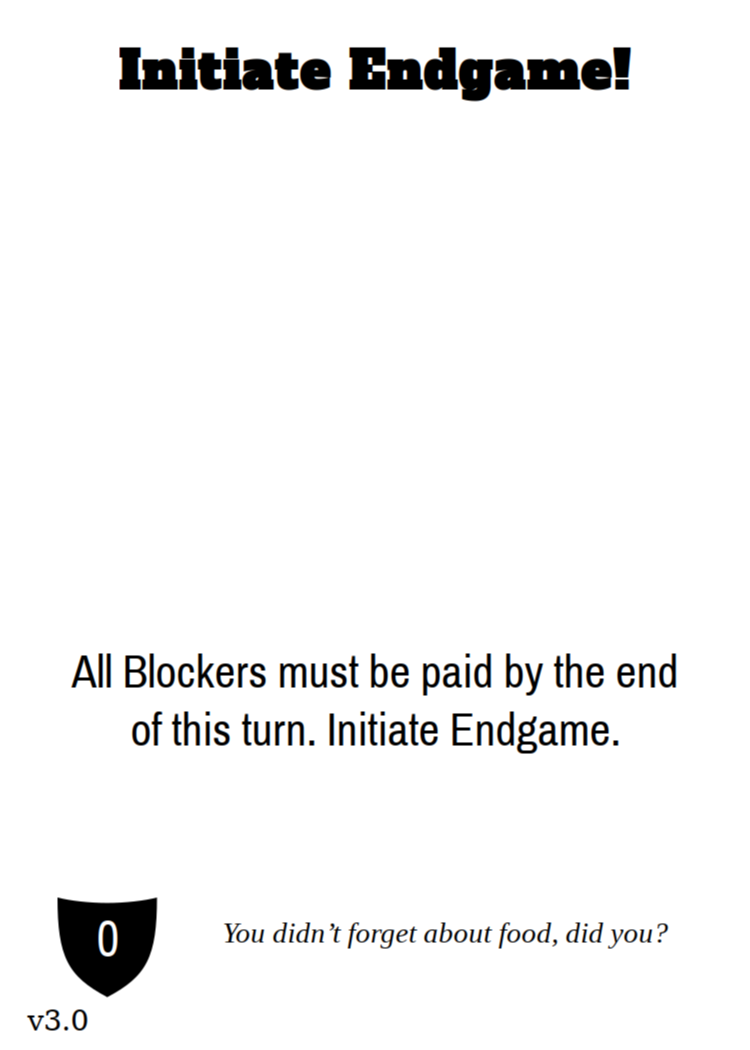 Initiate Endgame!
All Blockers must be paid by the end
of this turn. Initiate Endgame.
0
You didn’t forget about food, did you?
v3.0